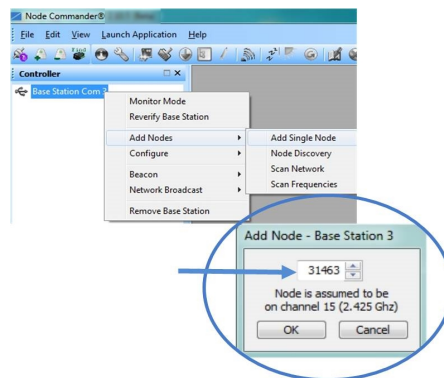 Node Commander®
File Edit View Launch Application Help
Controller
Base Station Com 3
Monitor Mode
Reverify Base Station
Add Nodes
Configure
Beacon
Network Broadcast
Remove Base Station
Add Single Node
Node Discovery
Scan Network
Scan Frequencies
Add Node - Base Station 3
31463
Node is assumed to be
on channel 15 (2.425 Ghz)
OK Cancel